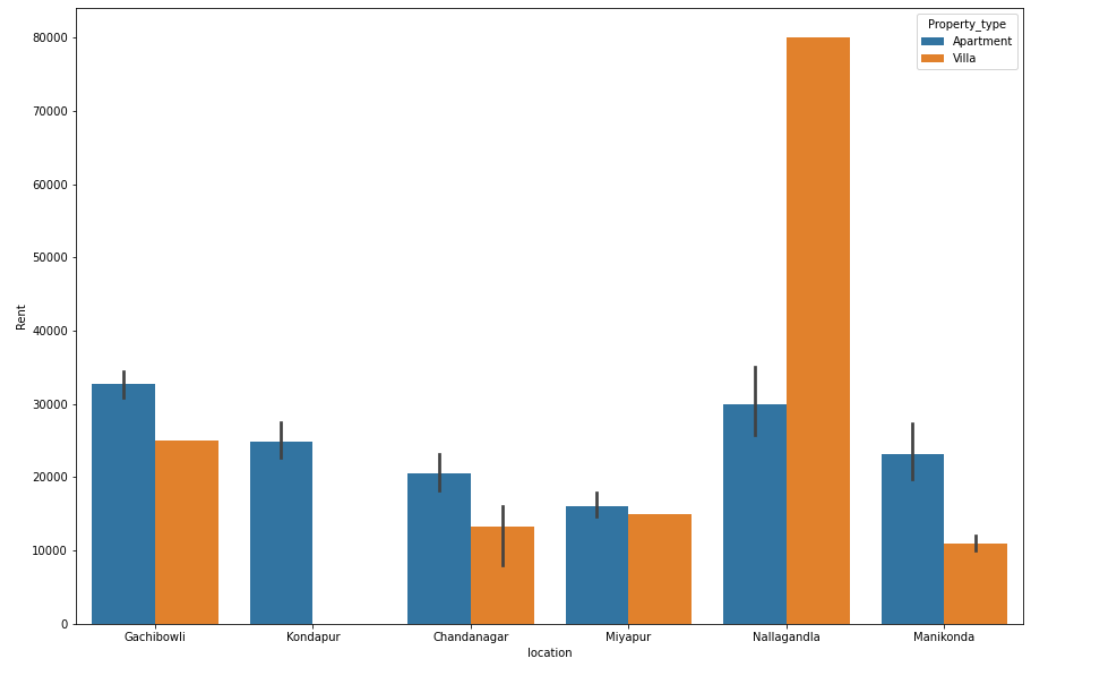 Property_type
Apartment
Villa
80000
70000
60000
50000
40000
30000
20000
10000
0
Rent
Gachibowli Kondapur Chandanagar Miyapur Nallagandla Manikonda
location